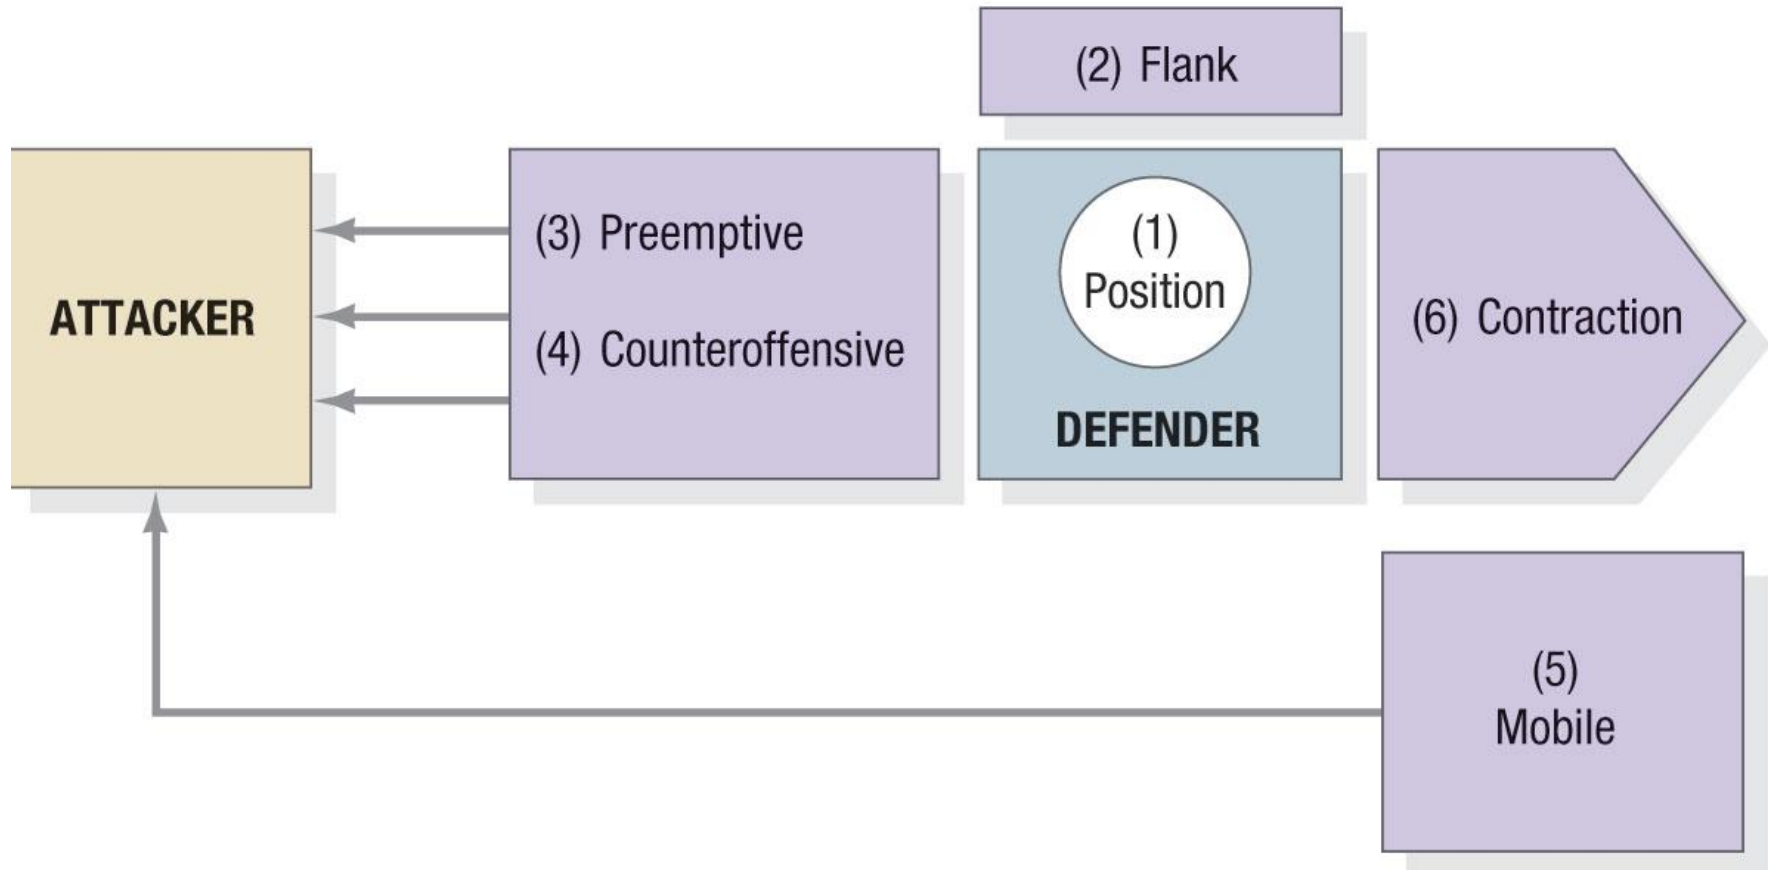 (2) Flank
ATTACKER
(3) Preemptive
(4) Counteroffensive
(1)
Position
DEFENDER
(6) Contraction
(5)
Mobile